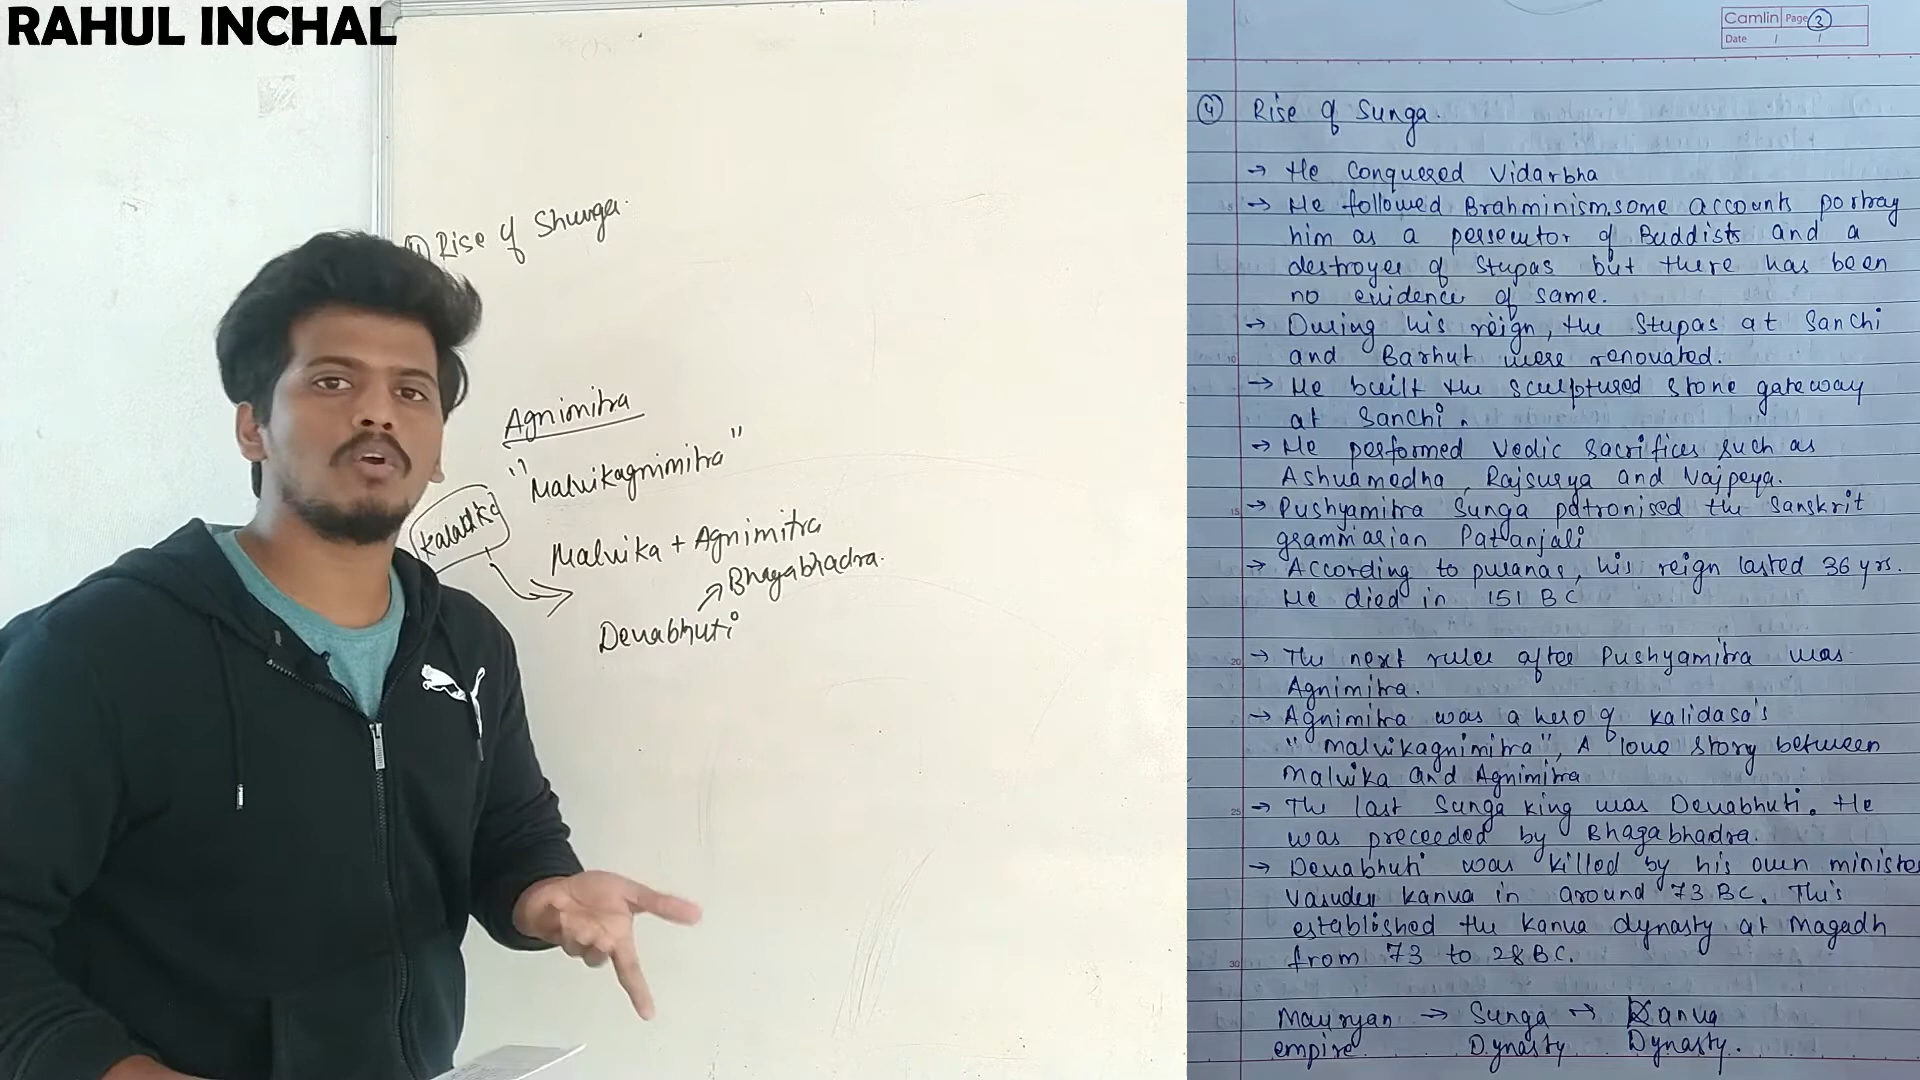 RAHUL INCHAL
Rise of Shunga.
Agnimitra
"Malvikagnimitra"
Malvika + Agnimitra
Bhagabhadra.
Devabhuti
Camlin Page 3
Date / /
4 Rise of Sunga.
→ He Conquered Vidarbha
→ He followed Brahminism. some accounts portray
him as a persecutor of Buddists and a
destroyer of Stupas but there has been
no evidence of same.
→ During his reign, the Stupas at Sanchi
and Barhut were renovated.
→ He built the sculptured stone gateway
at Sanchi.
→ He performed Vedic Sacrifices such as
Ashvamedha, Rajsurya and Vajpeya.
→ Pushyamitra Sunga patronised the Sanskrit
grammarian Patanjali
→ According to puranas, his reign lasted 36 yrs.
He died in 151 BC
→ The next ruler after Pushyamitra was
Agnimitra.
→ Agnimitra was a hero of Kalidasa's
"malvikagnimitra", A love story between
malvika and Agnimitra
→ The last Sunga king was Devabhuti. He
was preceeded by Bhagabhadra.
→ Devabhuti was killed by his own minister
Vasudev Kanva in around 73 BC. This
established the Kanva dynasty at Magadh
from 73 to 28 BC.
Mauryan → Sunga → Kanva
empire Dynasty Dynasty.